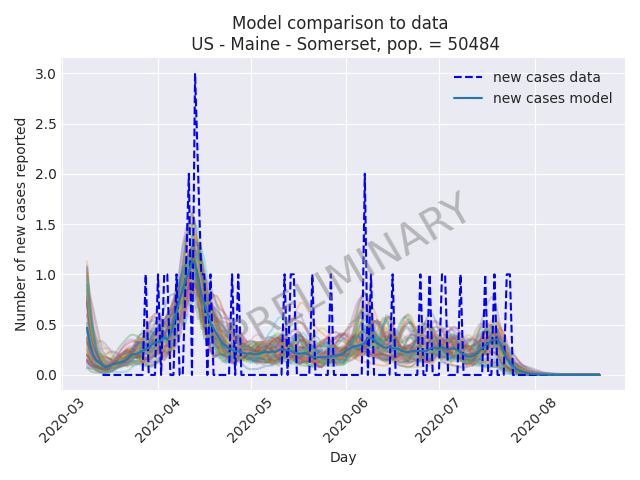 Model comparison to data
US - Maine - Somerset, pop. = 50484
new cases data
new cases model
Number of new cases reported
3.0
2.5
2.0
1.5
1.0
0.5
0.0
PRELIMINARY
2020-03
2020-04
2020-05
2020-06
2020-07
2020-08
Day